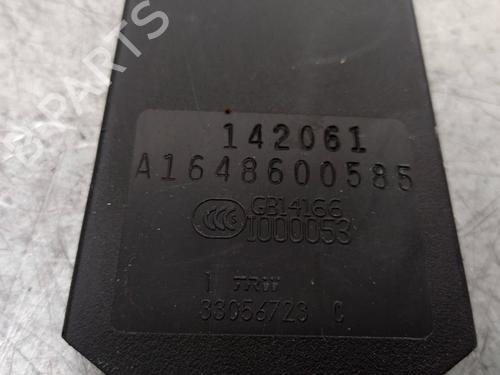 142061
A1648600585
CCC GB14166
I000053
1 TRW
33056723 C
B-PARTS